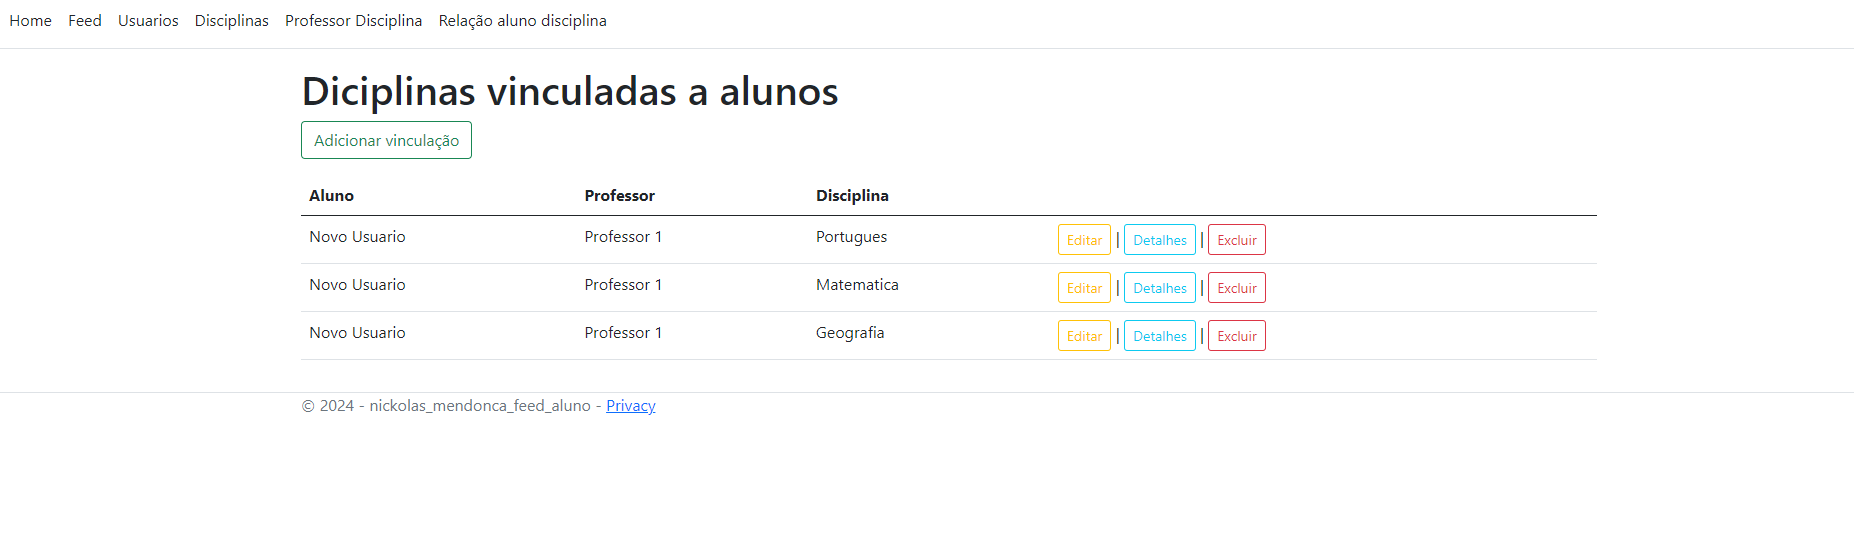 Home Feed Usuarios Disciplinas Professor Disciplina Relação aluno disciplina
Diciplinas vinculadas a alunos
Adicionar vinculação
Aluno Professor Disciplina
Novo Usuario Professor 1 Portugues Editar | Detalhes | Excluir
Novo Usuario Professor 1 Matematica Editar | Detalhes | Excluir
Novo Usuario Professor 1 Geografia Editar | Detalhes | Excluir
© 2024 - nickolas_mendonca_feed_aluno - Privacy